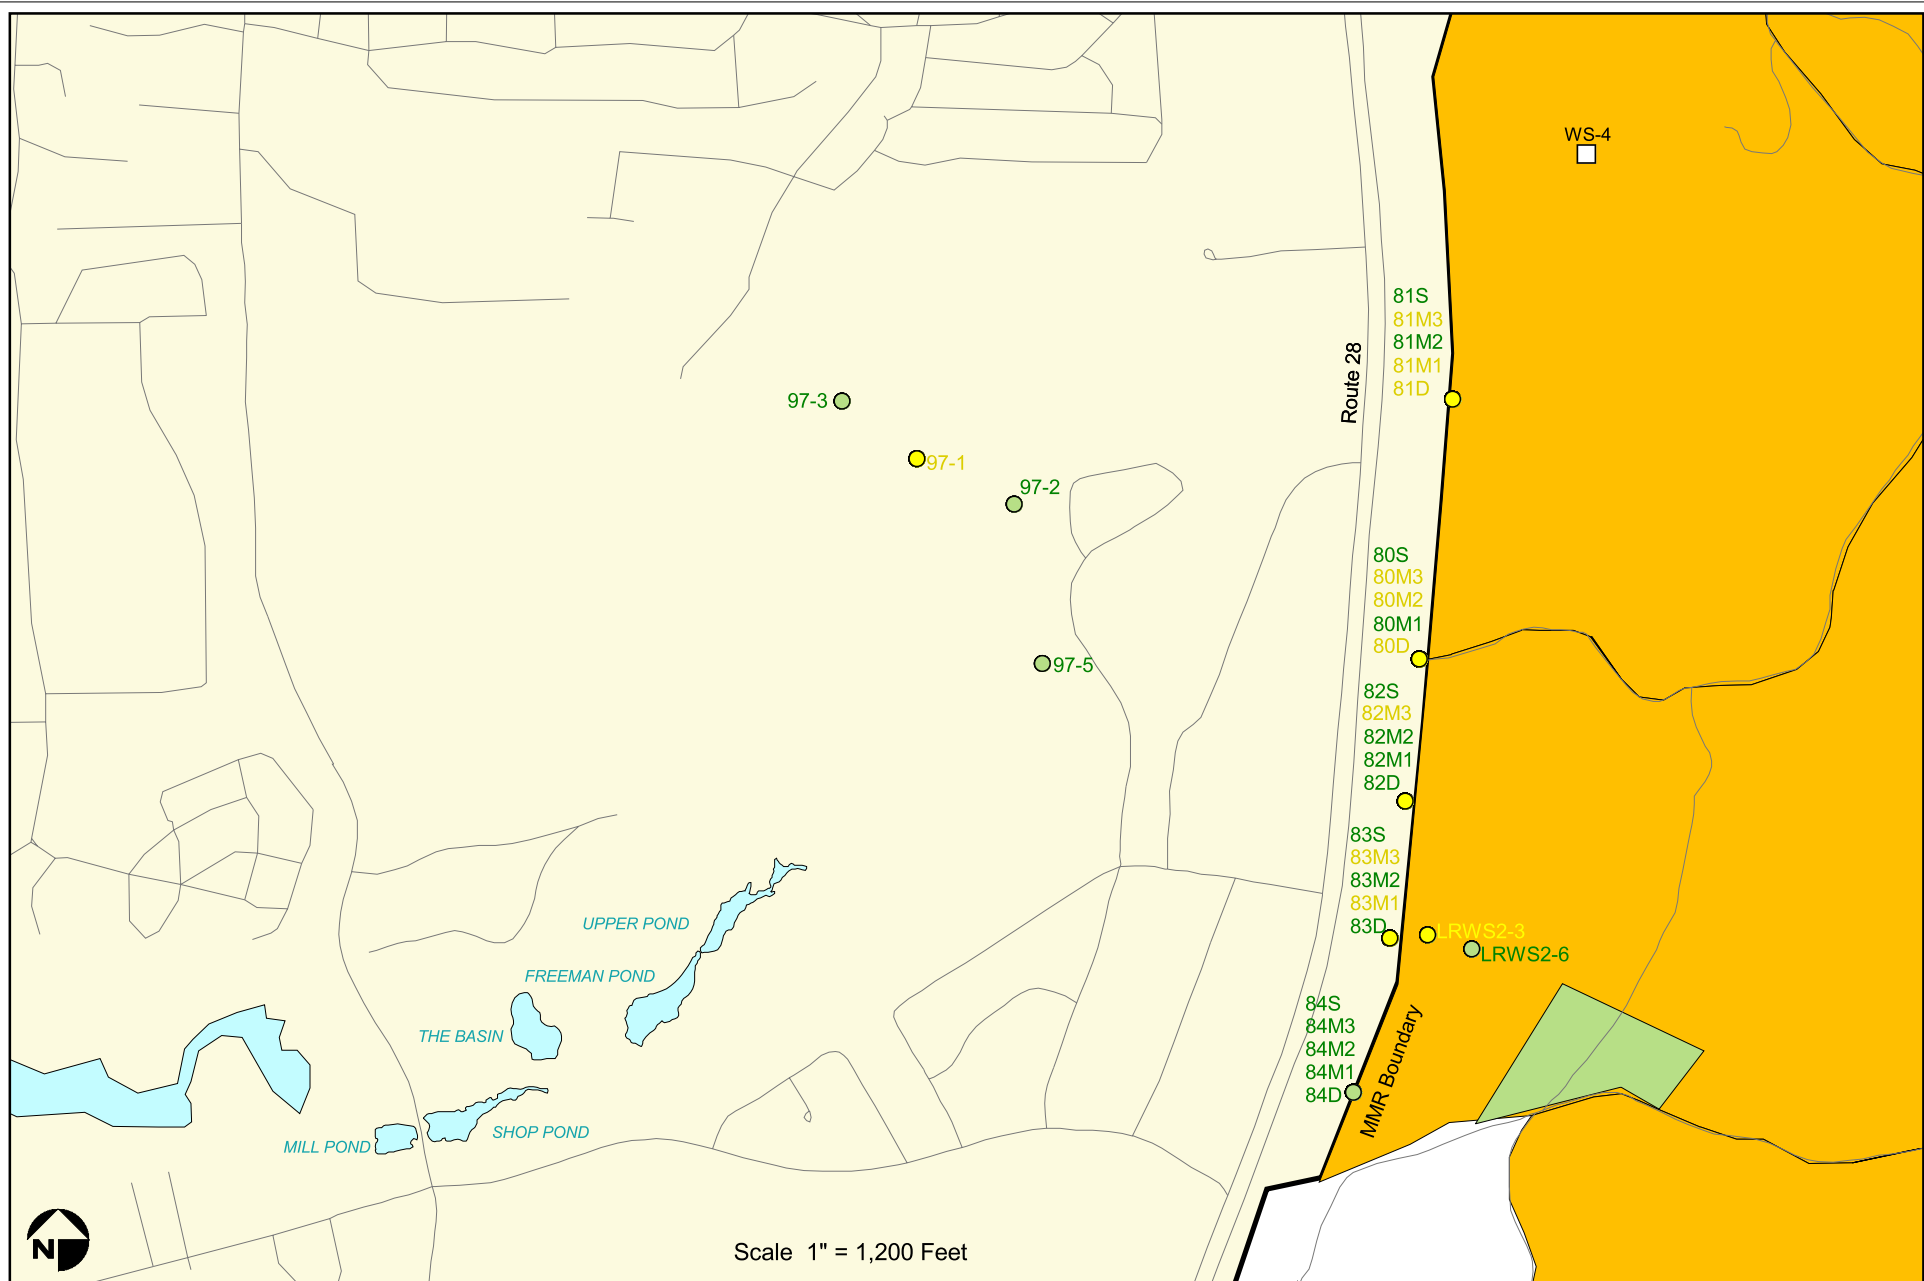 WS-4
81S
81M3
81M2
81M1
81D
Route 28
97-3
97-1
97-2
97-5
80S
80M3
80M2
80M1
80D
82S
82M3
82M2
82M1
82D
83S
83M3
83M2
83M1
83D
LRWS2-3
LRWS2-6
UPPER POND
FREEMAN POND
THE BASIN
84S
84M3
84M2
84M1
84D
MMR Boundary
SHOP POND
MILL POND
N
Scale 1" = 1,200 Feet